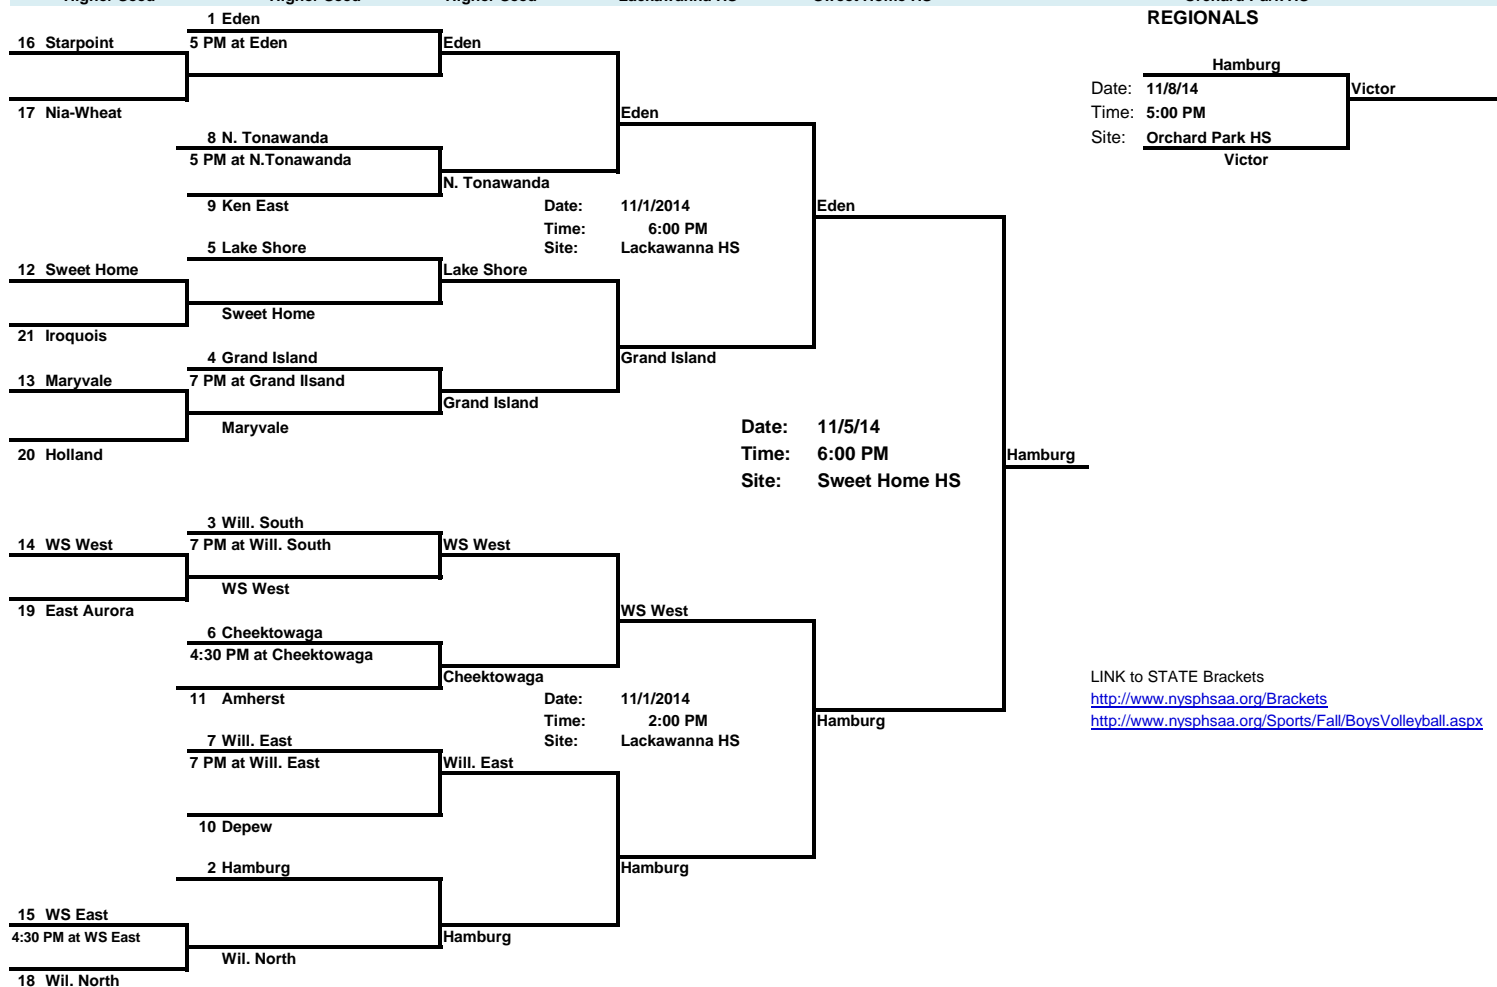 1 Eden
REGIONALS
16 Starpoint
5 PM at Eden
Eden
Hamburg
Date: 11/8/14
Victor
17 Nia-Wheat
Eden
Time: 5:00 PM
8 N. Tonawanda
Site: Orchard Park HS
5 PM at N.Tonawanda
Victor
N. Tonawanda
9 Ken East
Date: 11/1/2014
Eden
Time: 6:00 PM
5 Lake Shore
Site: Lackawanna HS
12 Sweet Home
Lake Shore
Sweet Home
21 Iroquois
4 Grand Island
Grand Island
13 Maryvale
7 PM at Grand Ilsand
Grand Island
Maryvale
Date: 11/5/14
20 Holland
Time: 6:00 PM
Hamburg
Site: Sweet Home HS
3 Will. South
14 WS West
7 PM at Will. South
WS West
WS West
19 East Aurora
WS West
6 Cheektowaga
4:30 PM at Cheektowaga
Cheektowaga
LINK to STATE Brackets
11 Amherst
Date: 11/1/2014
http://www.nysphsaa.org/Brackets
Time: 2:00 PM
Hamburg
http://www.nysphsaa.org/Sports/Fall/BoysVolleyball.aspx
7 Will. East
Site: Lackawanna HS
7 PM at Will. East
Will. East
10 Depew
2 Hamburg
Hamburg
15 WS East
4:30 PM at WS East
Hamburg
Wil. North
18 Wil. North